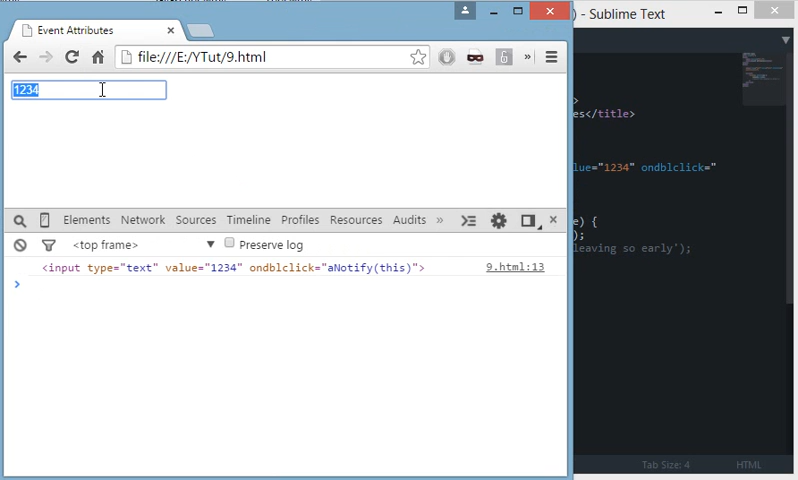 ) - Sublime Text
Event Attributes
file:///E:/YTut/9.html
1234
Elements Network Sources Timeline Profiles Resources Audits »
<top frame> ▼ Preserve log
<input type="text" value="1234" ondblclick="aNotify(this)"> 9.html:13
>
>
es</title>
lue="1234" ondblclick="
e) {
);
leaving so early');
Tab Size: 4 HTML